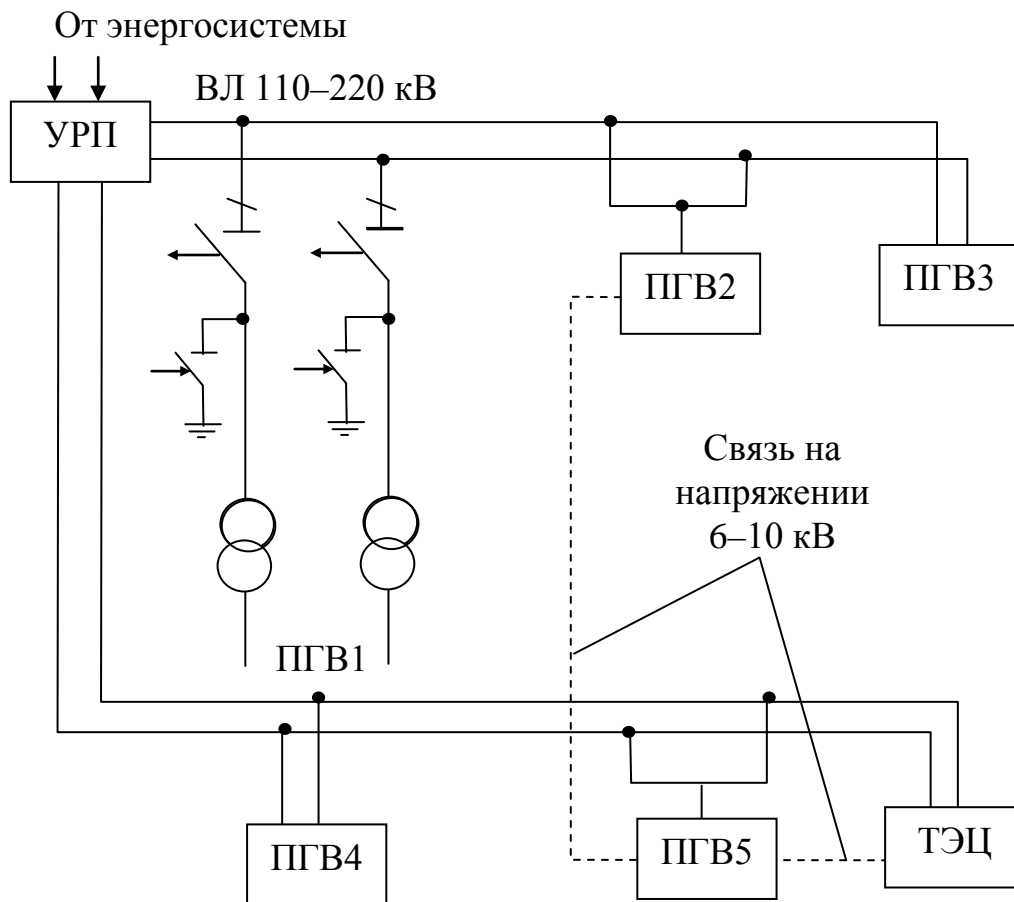 От энергосистемы
ВЛ 110–220 кВ
УРП
ПГВ2
ПГВ3
Связь на
напряжении
6–10 кВ
ПГВ1
ПГВ4
ПГВ5
ТЭЦ